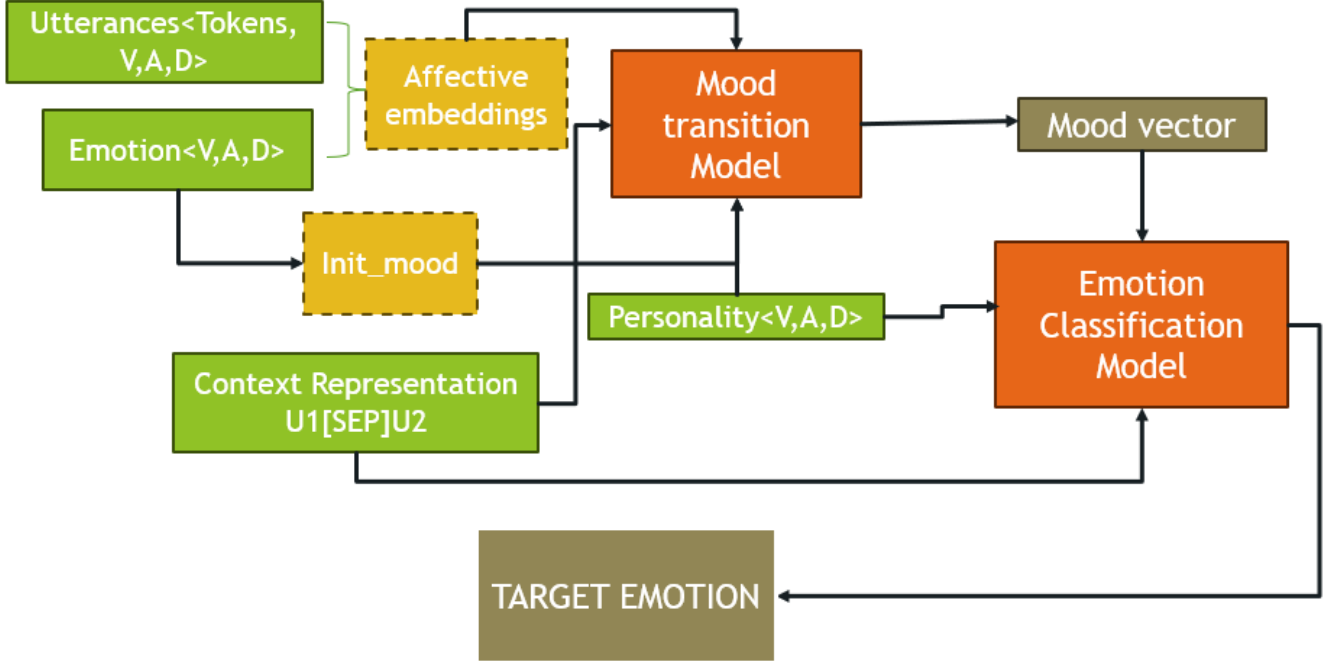 Utterances<Tokens,
V,A,D>
Affective
embeddings
Mood
transition
Model
Mood vector
Emotion<V,A,D>
Init_mood
Personality<V,A,D>
Emotion
Classification
Model
Context Representation
U1[SEP]U2
TARGET EMOTION